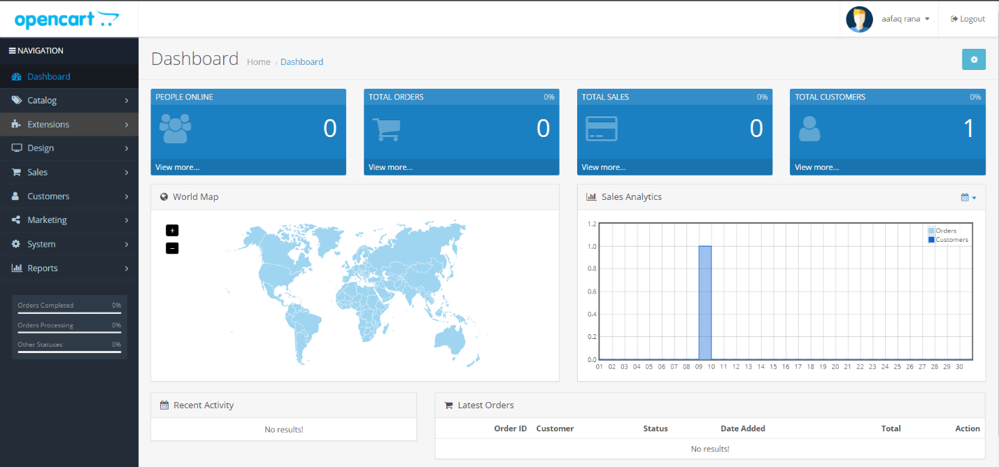 opencart
aafaq rana
Logout
NAVIGATION
Dashboard
Catalog
Extensions
Design
Sales
Customers
Marketing
System
Reports
Orders Completed 0%
Orders Processing 0%
Other Statuses 0%
Dashboard Home › Dashboard
PEOPLE ONLINE
0
View more...
TOTAL ORDERS 0%
0
View more...
TOTAL SALES 0%
0
View more...
TOTAL CUSTOMERS 0%
1
View more...
World Map
+
−
Sales Analytics
Orders
Customers
1.2
1.0
0.8
0.6
0.4
0.2
0.0
01 02 03 04 05 06 07 08 09 10 11 12 13 14 15 16 17 18 19 20 21 22 23 24 25 26 27 28 29 30
Recent Activity
No results!
Latest Orders
Order ID Customer Status Date Added Total Action
No results!